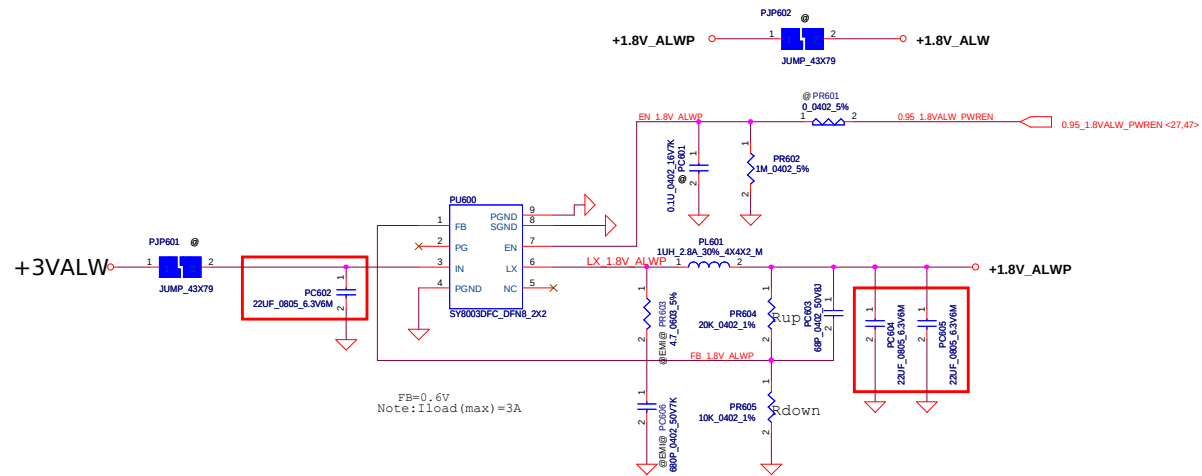 PJP602 @
+1.8V_ALWP 1 2 +1.8V_ALW
JUMP_43X79
@ PR601
0_0402_5%
EN_1.8V_ALWP 1 2 0.95_1.8VALW_PWREN
0.95_1.8VALW_PWREN <27,47>
1
2
0.1U_0402_16V7K
@ PC601
1
2
PR602
1M_0402_5%
PU600
1 FB
2 PG
3 IN
4 PGND
PGND 9
SGND 8
EN 7
LX 6
NC 5
SY8003DFC_DFN8_2X2
PJP601 @
+3VALW 1 2
JUMP_43X79
1
2
PC602
22UF_0805_6.3V6M
PL601
1UH_2.8A_30%_4X4X2_M
LX_1.8V_ALWP 1 2
+1.8V_ALWP
1
2
@EMI@ PR603
4.7_0603_5%
1
2
PR604
20K_0402_1%
Rup
1
2
PC603
68P_0402_50V8J
1
2
PC604
22UF_0805_6.3V6M
1
2
PC605
22UF_0805_6.3V6M
FB_1.8V_ALWP
1
2
@EMI@ PC606
680P_0402_50V7K
1
2
PR605
10K_0402_1%
Rdown
FB=0.6V
Note:Iload(max)=3A